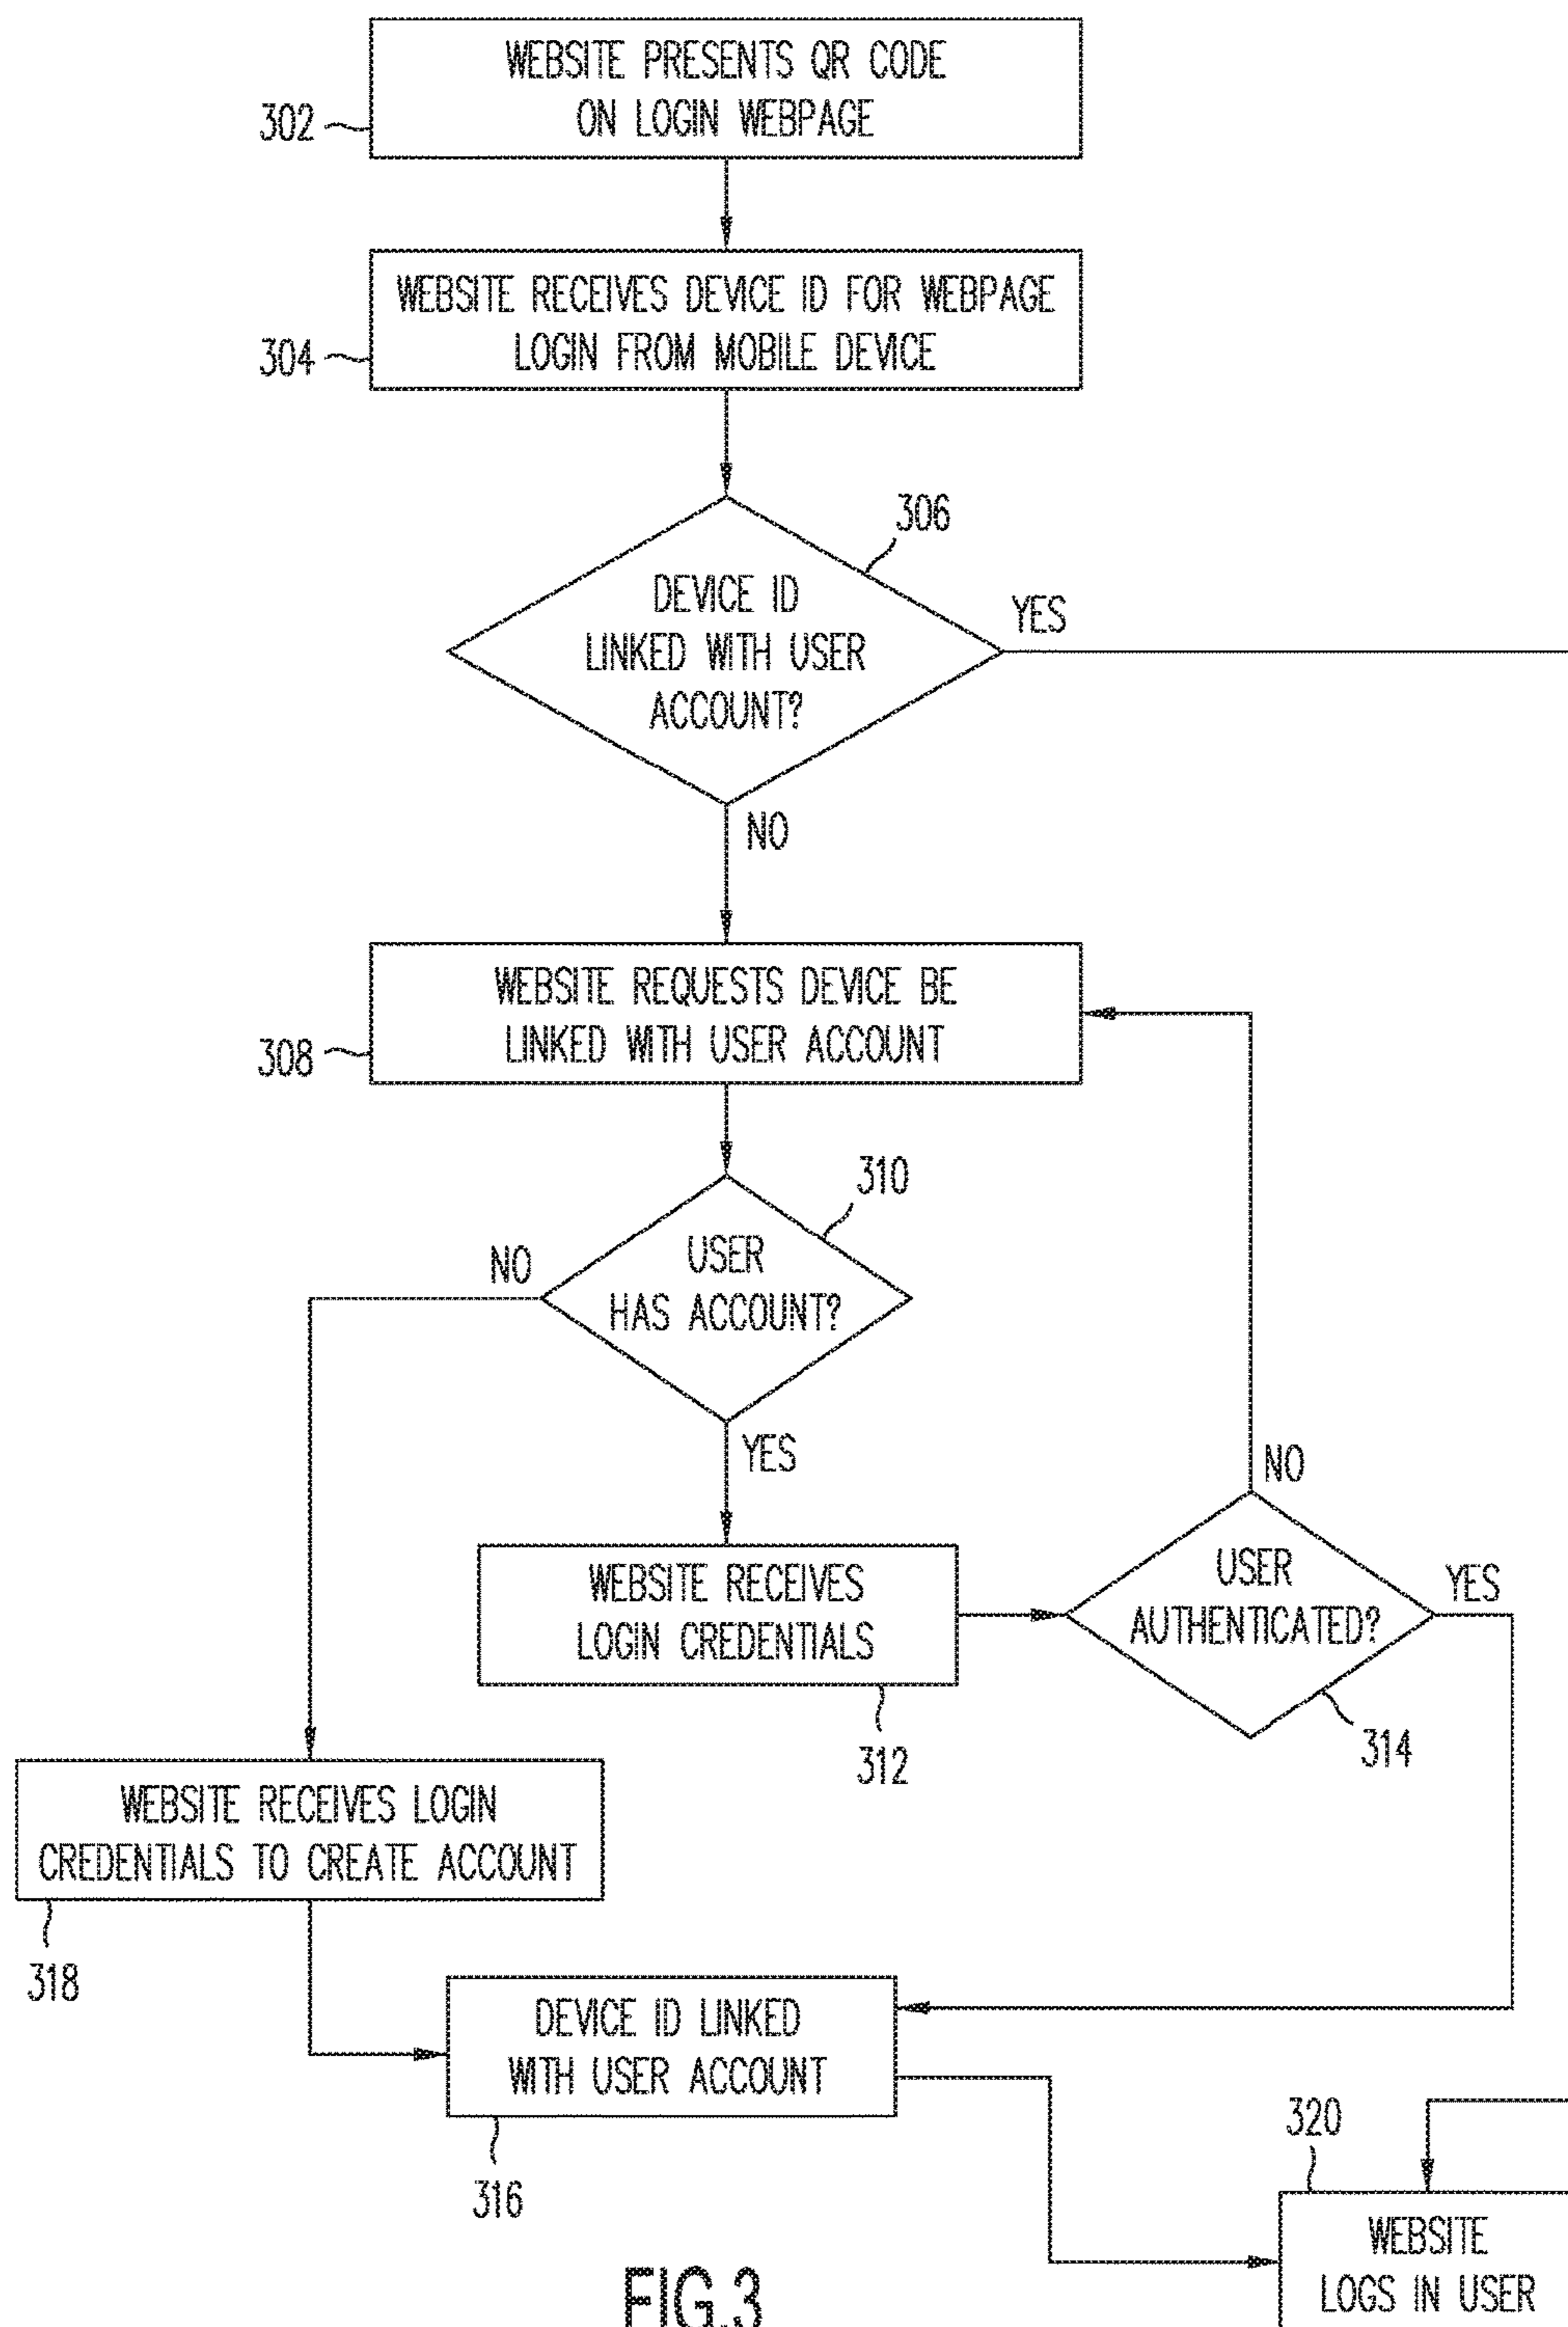 WEBSITE PRESENTS QR CODE
ON LOGIN WEBPAGE
302
WEBSITE RECEIVES DEVICE ID FOR WEBPAGE
LOGIN FROM MOBILE DEVICE
304
306
DEVICE ID
LINKED WITH USER
ACCOUNT?
YES
NO
WEBSITE REQUESTS DEVICE BE
LINKED WITH USER ACCOUNT
308
310
USER
HAS ACCOUNT?
NO
YES
WEBSITE RECEIVES
LOGIN CREDENTIALS
312
NO
USER
AUTHENTICATED?
YES
314
WEBSITE RECEIVES LOGIN
CREDENTIALS TO CREATE ACCOUNT
318
DEVICE ID LINKED
WITH USER ACCOUNT
316
320
WEBSITE
LOGS IN USER
FIG.3